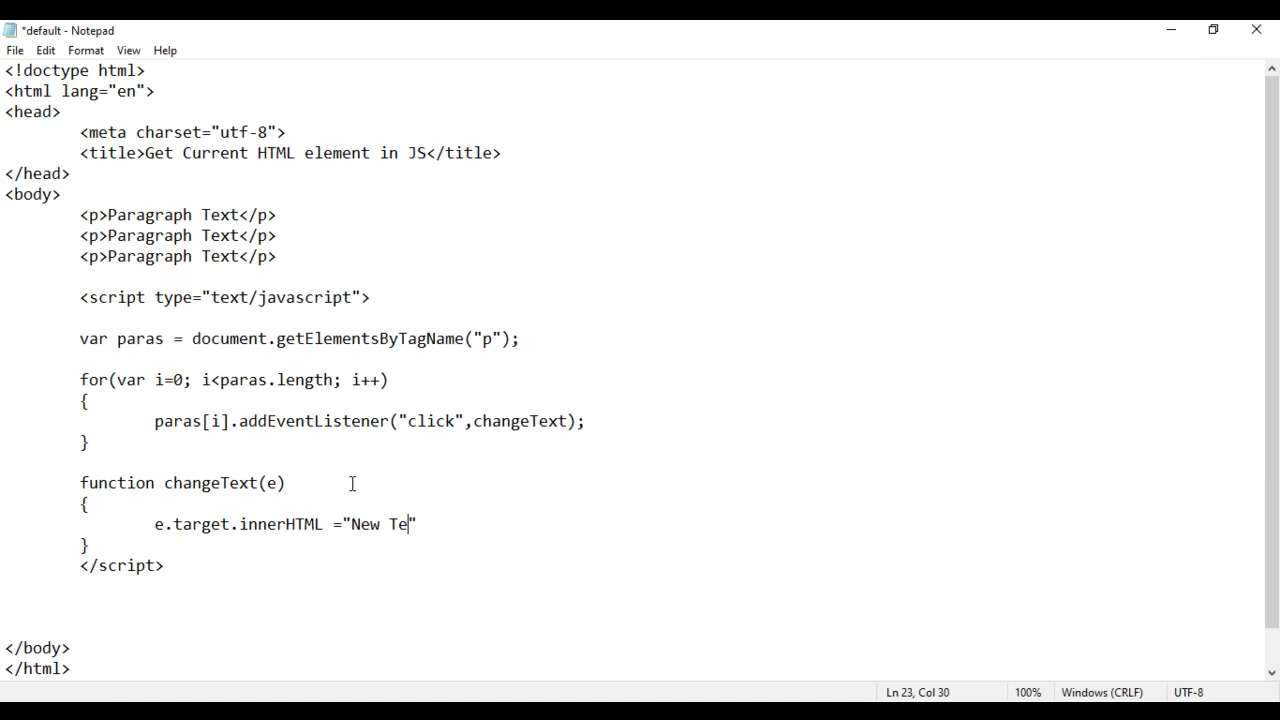 *default - Notepad
File Edit Format View Help
<!doctype html>
<html lang="en">
<head>
<meta charset="utf-8">
<title>Get Current HTML element in JS</title>
</head>
<body>
<p>Paragraph Text</p>
<p>Paragraph Text</p>
<p>Paragraph Text</p>
<script type="text/javascript">
var paras = document.getElementsByTagName("p");
for(var i=0; i<paras.length; i++)
{
paras[i].addEventListener("click",changeText);
}
function changeText(e)
{
e.target.innerHTML ="New Te"
}
</script>
</body>
</html>
Ln 23, Col 30 100% Windows (CRLF) UTF-8